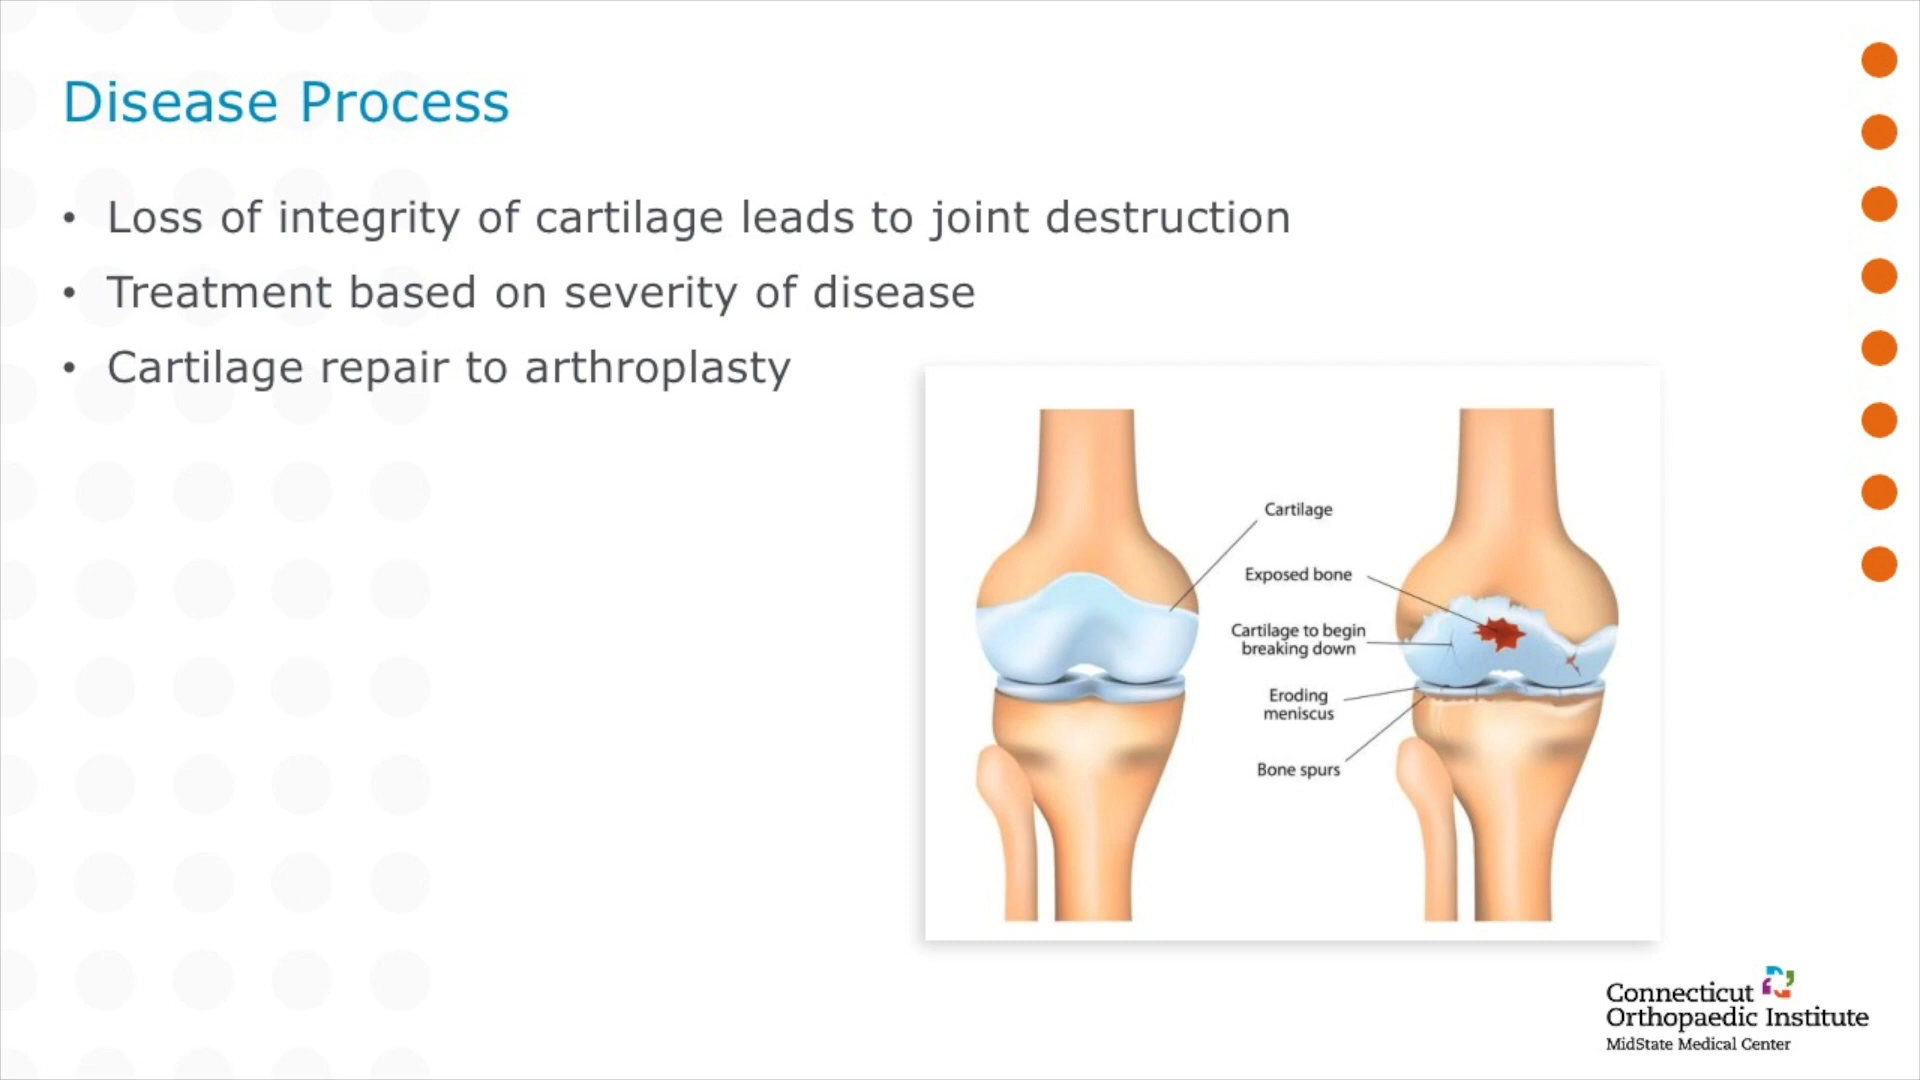 Disease Process
• Loss of integrity of cartilage leads to joint destruction
• Treatment based on severity of disease
• Cartilage repair to arthroplasty
Cartilage
Exposed bone
Cartilage to begin
breaking down
Eroding
meniscus
Bone spurs
Connecticut
Orthopaedic Institute
MidState Medical Center